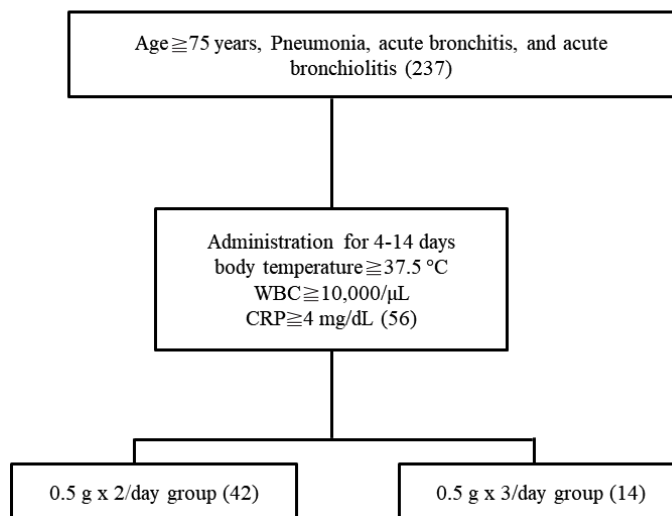 Age≧75 years, Pneumonia, acute bronchitis, and acute
bronchiolitis (237)
Administration for 4-14 days
body temperature≧37.5 °C
WBC≧10,000/μL
CRP≧4 mg/dL (56)
0.5 g x 2/day group (42)
0.5 g x 3/day group (14)